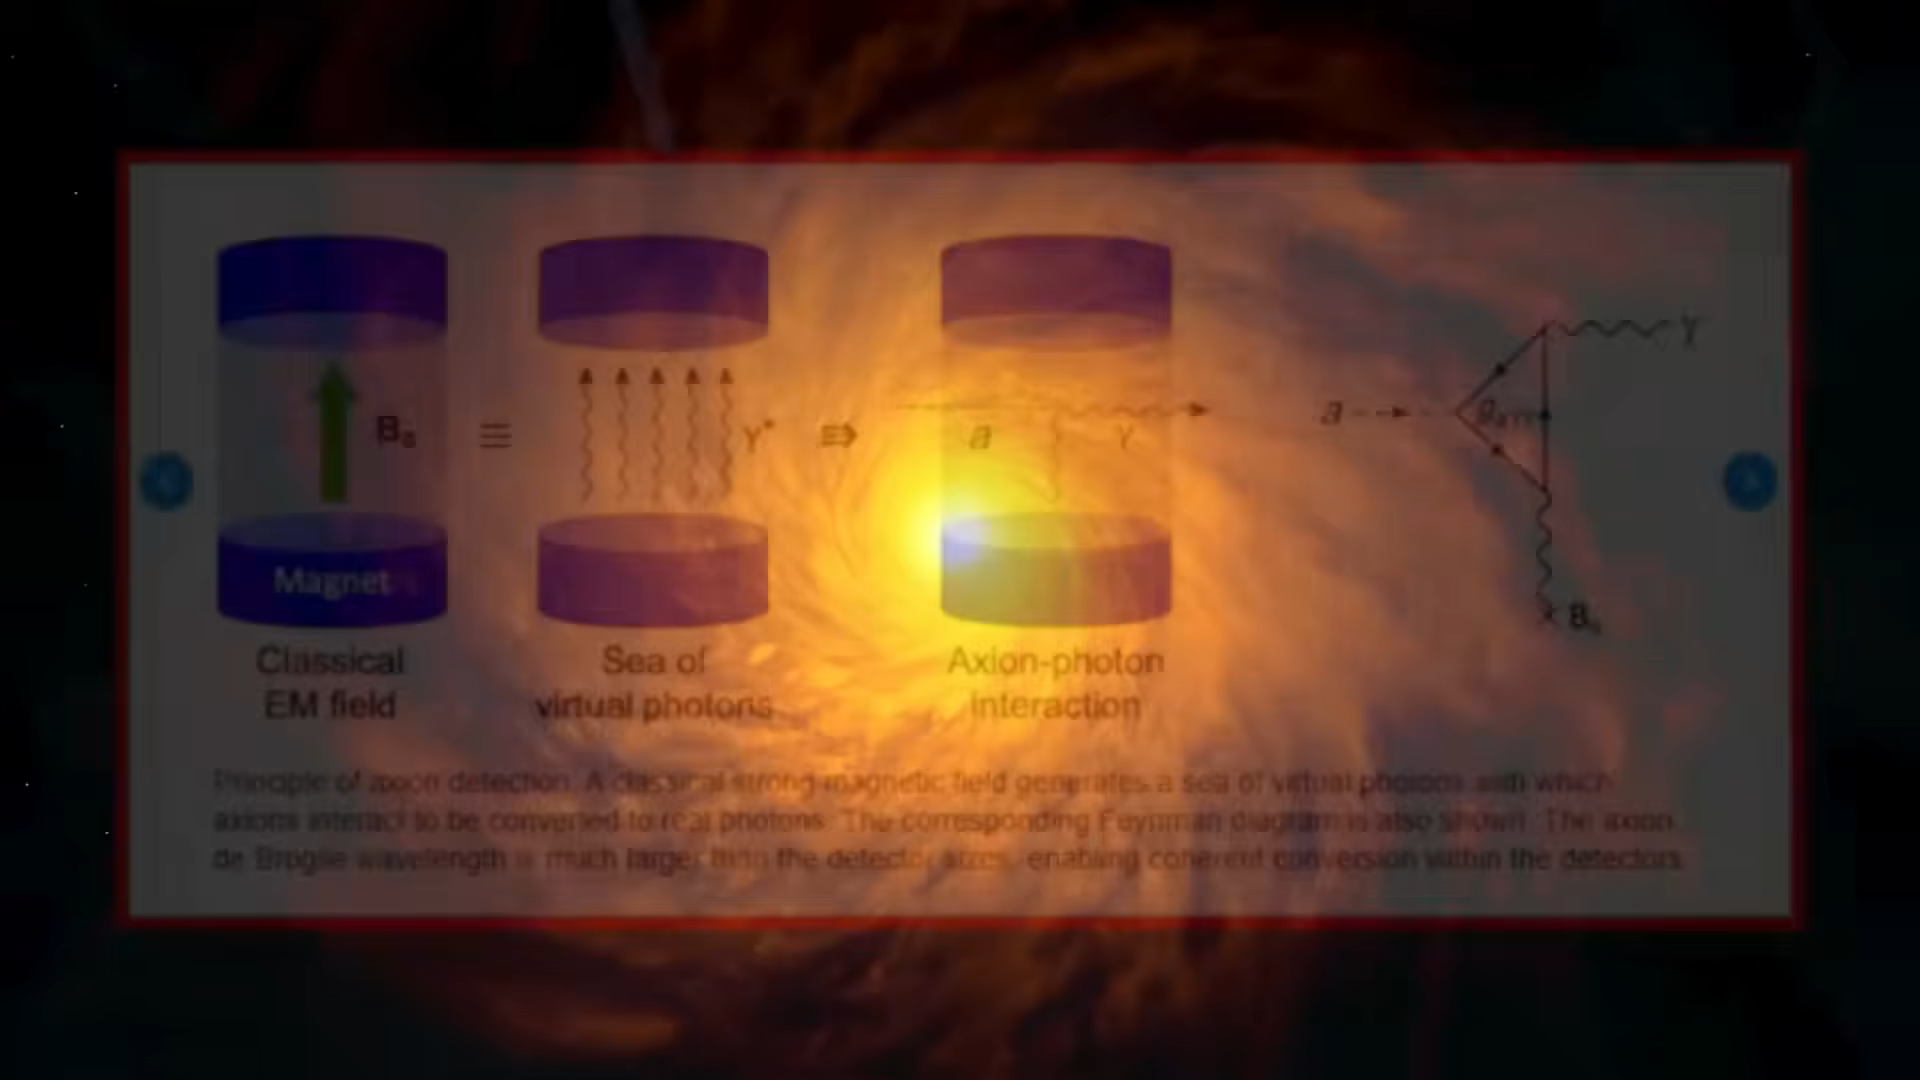 B₀
≡
γ*
⇛
a
γ
a
gaγγ
γ
B₀
Magnet
Classical
EM field
Sea of
virtual photons
Axion-photon
interaction
Principle of axion detection. A classical strong magnetic field generates a sea of virtual photons with which
axions interact to be converted to real photons. The corresponding Feynman diagram is also shown. The axion
de Broglie wavelength is much larger than the detector sizes, enabling coherent conversion within the detectors.